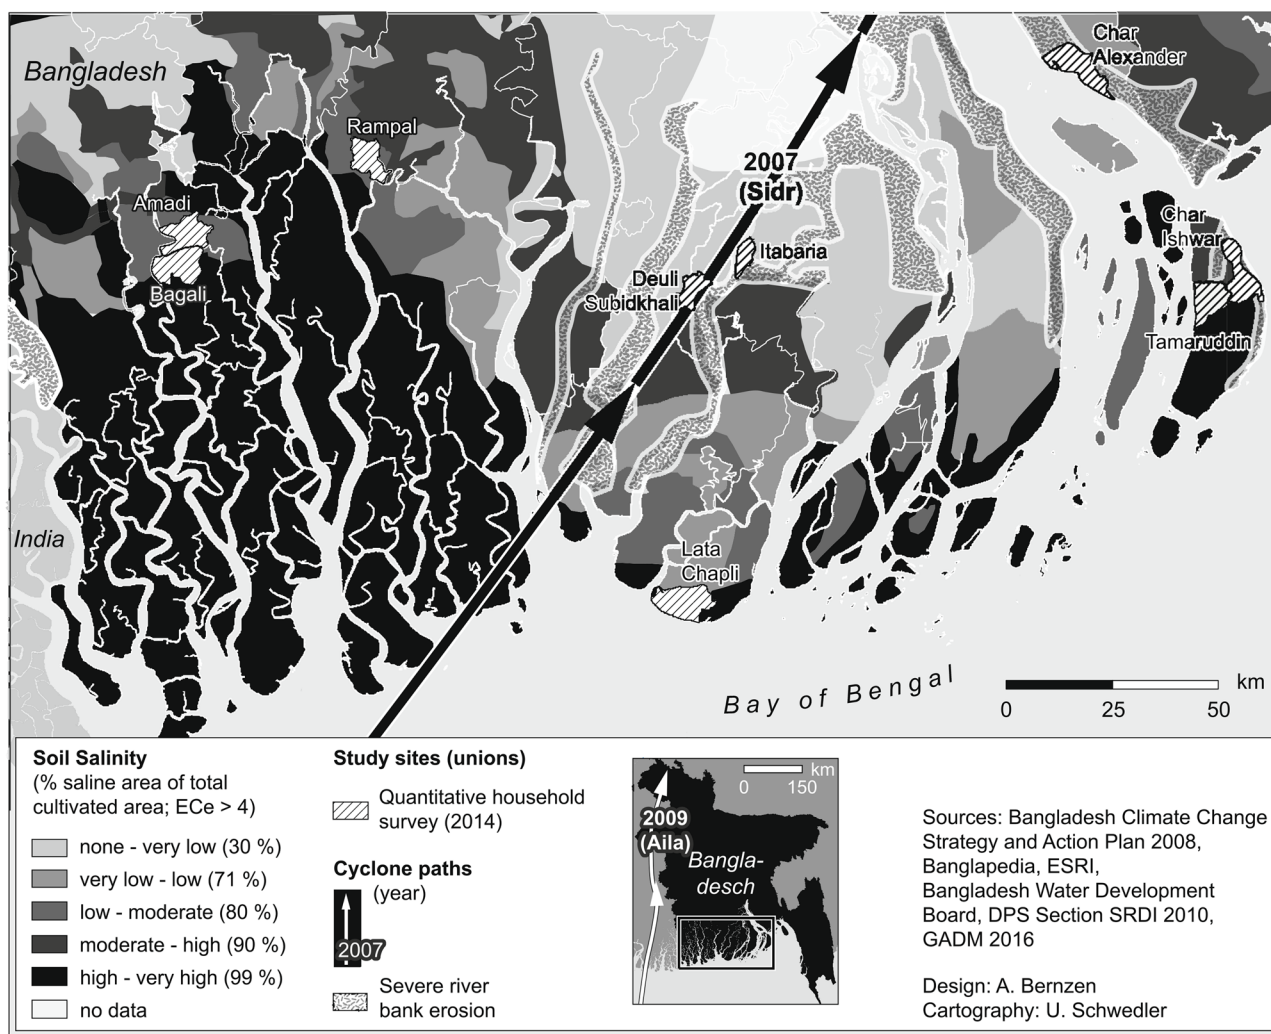 Bangladesh
Char
Alexander
Rampal
2007
(Sidr)
Amadi
Char
Ishwar
Itabaria
Deuli
Subidkhali
Bagali
Tamaruddin
India
Lata
Chapli
Bay of Bengal
km
0 25 50
Soil Salinity
(% saline area of total
cultivated area; ECe > 4)
none - very low (30 %)
very low - low (71 %)
low - moderate (80 %)
moderate - high (90 %)
high - very high (99 %)
no data
Study sites (unions)
Quantitative household
survey (2014)
Cyclone paths
(year)
2007
Severe river
bank erosion
km
0 150
2009
(Aila)
Bangla-
desch
Sources: Bangladesh Climate Change
Strategy and Action Plan 2008,
Banglapedia, ESRI,
Bangladesh Water Development
Board, DPS Section SRDI 2010,
GADM 2016
Design: A. Bernzen
Cartography: U. Schwedler